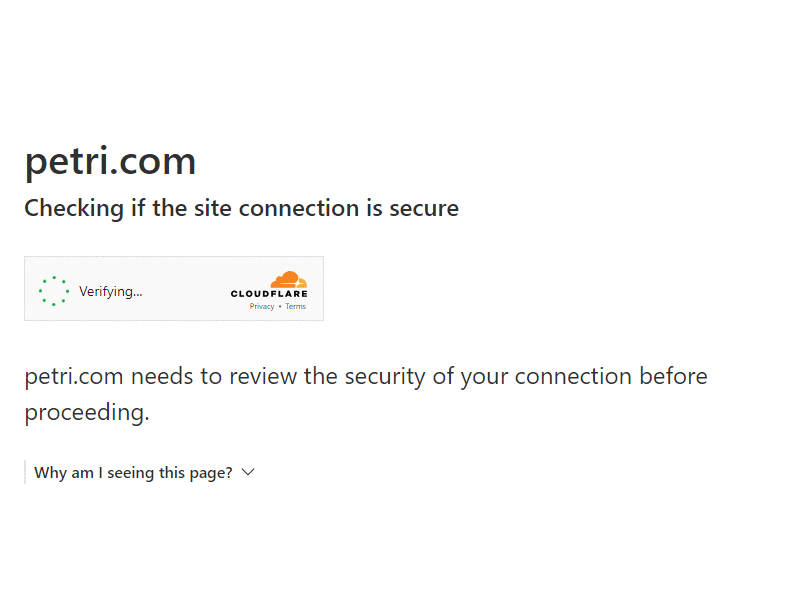 petri.com
Checking if the site connection is secure
Verifying...
CLOUDFLARE
Privacy • Terms
petri.com needs to review the security of your connection before
proceeding.
Why am I seeing this page?